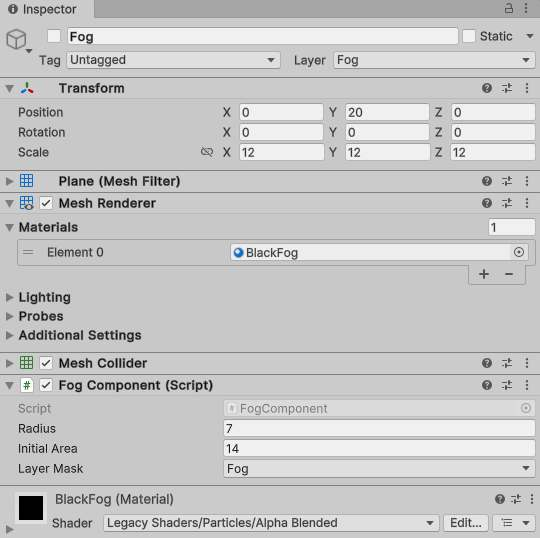 Inspector
Fog Static
Tag Untagged Layer Fog
Transform
Position X 0 Y 20 Z 0
Rotation X 0 Y 0 Z 0
Scale X 12 Y 12 Z 12
Plane (Mesh Filter)
Mesh Renderer
Materials 1
Element 0 BlackFog
+ −
Lighting
Probes
Additional Settings
Mesh Collider
# Fog Component (Script)
Script # FogComponent
Radius 7
Initial Area 14
Layer Mask Fog
BlackFog (Material)
Shader Legacy Shaders/Particles/Alpha Blended Edit...